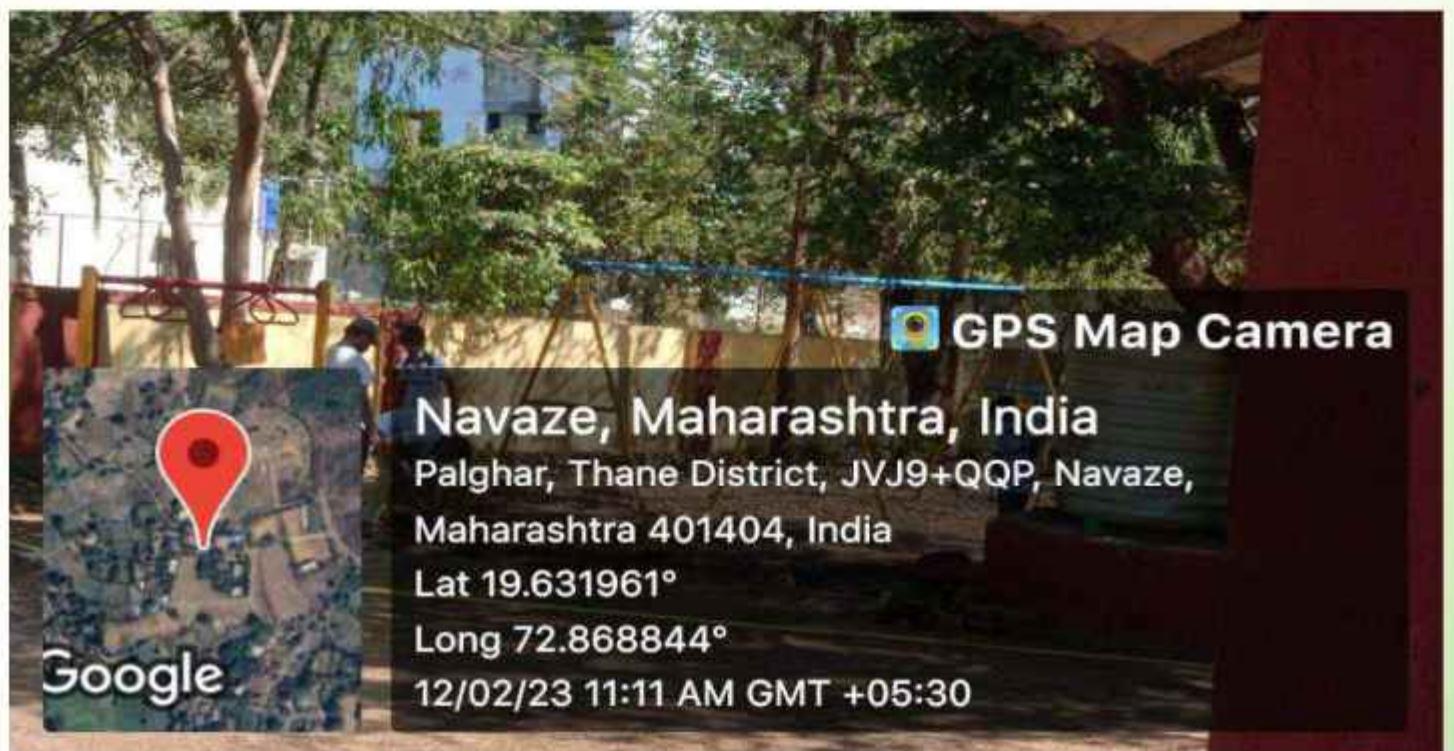 GPS Map Camera
Navaze, Maharashtra, India
Palghar, Thane District, JVJ9+QQP, Navaze,
Maharashtra 401404, India
Lat 19.631961°
Long 72.868844°
12/02/23 11:11 AM GMT +05:30
Google